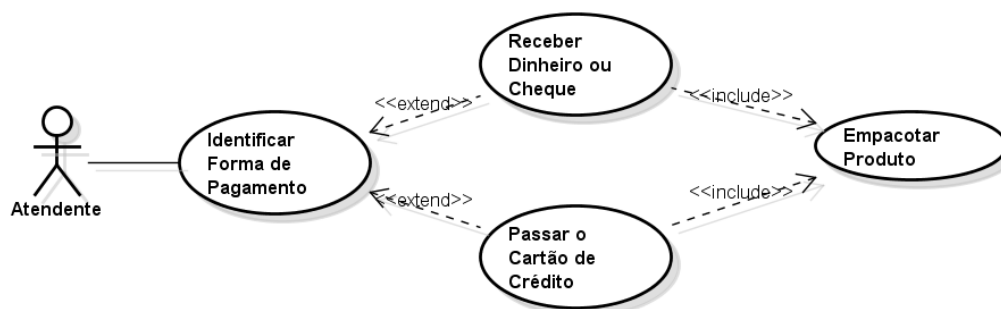 Atendente
Identificar
Forma de
Pagamento
<<extend>>
<<extend>>
Receber
Dinheiro ou
Cheque
Passar o
Cartão de
Crédito
<<include>>
<<include>>
Empacotar
Produto